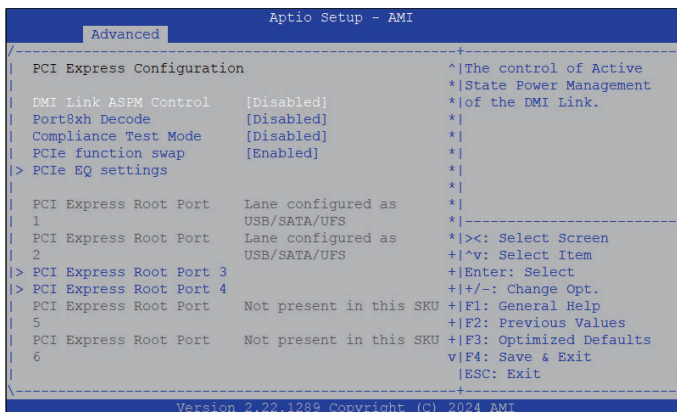 Aptio Setup - AMI
Advanced
/----------------------------------------------------+--------------------------
|  PCI Express Configuration                        ^|The control of Active
|                                                   *|State Power Management
|  DMI Link ASPM Control    [Disabled]              *|of the DMI Link.
|  Port8xh Decode           [Disabled]              *|
|  Compliance Test Mode     [Disabled]              *|
|  PCIe function swap       [Enabled]               *|
|> PCIe EQ settings                                 *|
|                                                   *|
|  PCI Express Root Port    Lane configured as      *|
|  1                        USB/SATA/UFS            *|--------------------------
|  PCI Express Root Port    Lane configured as      *|><: Select Screen
|  2                        USB/SATA/UFS            +|^v: Select Item
|> PCI Express Root Port 3                          +|Enter: Select
|> PCI Express Root Port 4                          +|+/-: Change Opt.
|  PCI Express Root Port    Not present in this SKU +|F1: General Help
|  5                                                +|F2: Previous Values
|  PCI Express Root Port    Not present in this SKU +|F3: Optimized Defaults
|  6                                                v|F4: Save & Exit
|                                                    |ESC: Exit
\----------------------------------------------------+--------------------------
Version 2.22.1289 Copyright (C) 2024 AMI